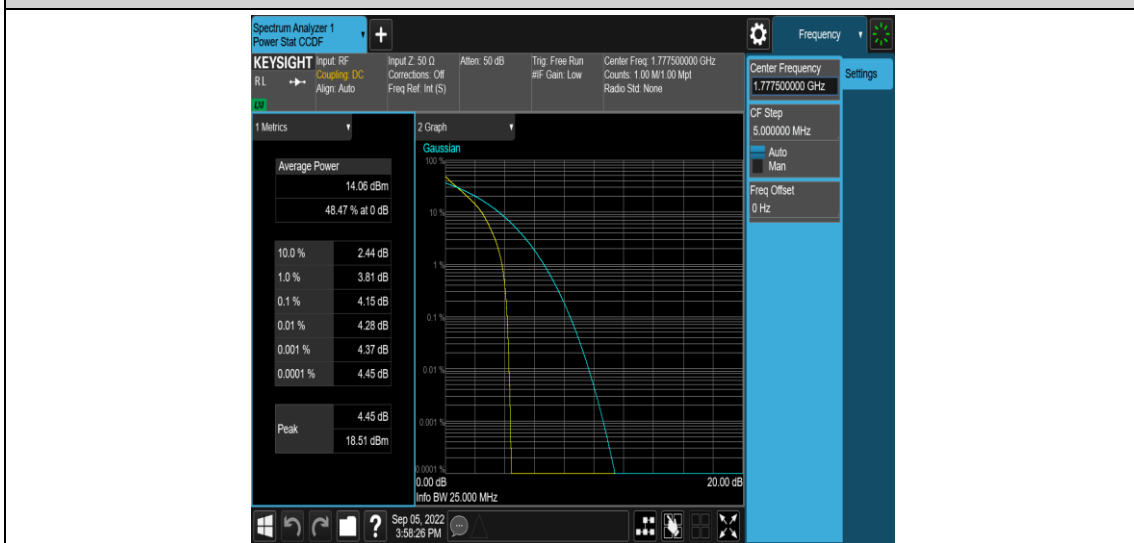 Spectrum Analyzer 1
Power Stat CCDF
+
Frequency
KEYSIGHT
RL
LXI
Input: RF
Coupling: DC
Align: Auto
Input Z: 50 Ω
Corrections: Off
Freq Ref: Int (S)
Atten: 50 dB
Trig: Free Run
#IF Gain: Low
Center Freq: 1.777500000 GHz
Counts: 1.00 M/1.00 Mpt
Radio Std: None
Center Frequency
1.777500000 GHz
Settings
CF Step
5.000000 MHz
Auto
Man
Freq Offset
0 Hz
1 Metrics
Average Power
14.06 dBm
48.47 % at 0 dB
10.0 % 2.44 dB
1.0 % 3.81 dB
0.1 % 4.15 dB
0.01 % 4.28 dB
0.001 % 4.37 dB
0.0001 % 4.45 dB
Peak
4.45 dB
18.51 dBm
2 Graph
Gaussian
100 %
10 %
1 %
0.1 %
0.01 %
0.001 %
0.0001 %
0.00 dB 20.00 dB
Info BW 25.000 MHz
?
Sep 05, 2022
3:58:26 PM